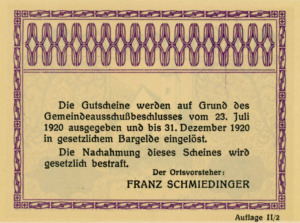 Die Gutscheine werden auf Grund des
Gemeindeausschußbeschlusses vom 23. Juli
1920 ausgegeben und bis 31. Dezember 1920
in gesetzlichem Bargelde eingelöst.
Die Nachahmung dieses Scheines wird
gesetzlich bestraft.
Der Ortsvorsteher:
FRANZ SCHMIEDINGER
Auflage II/2